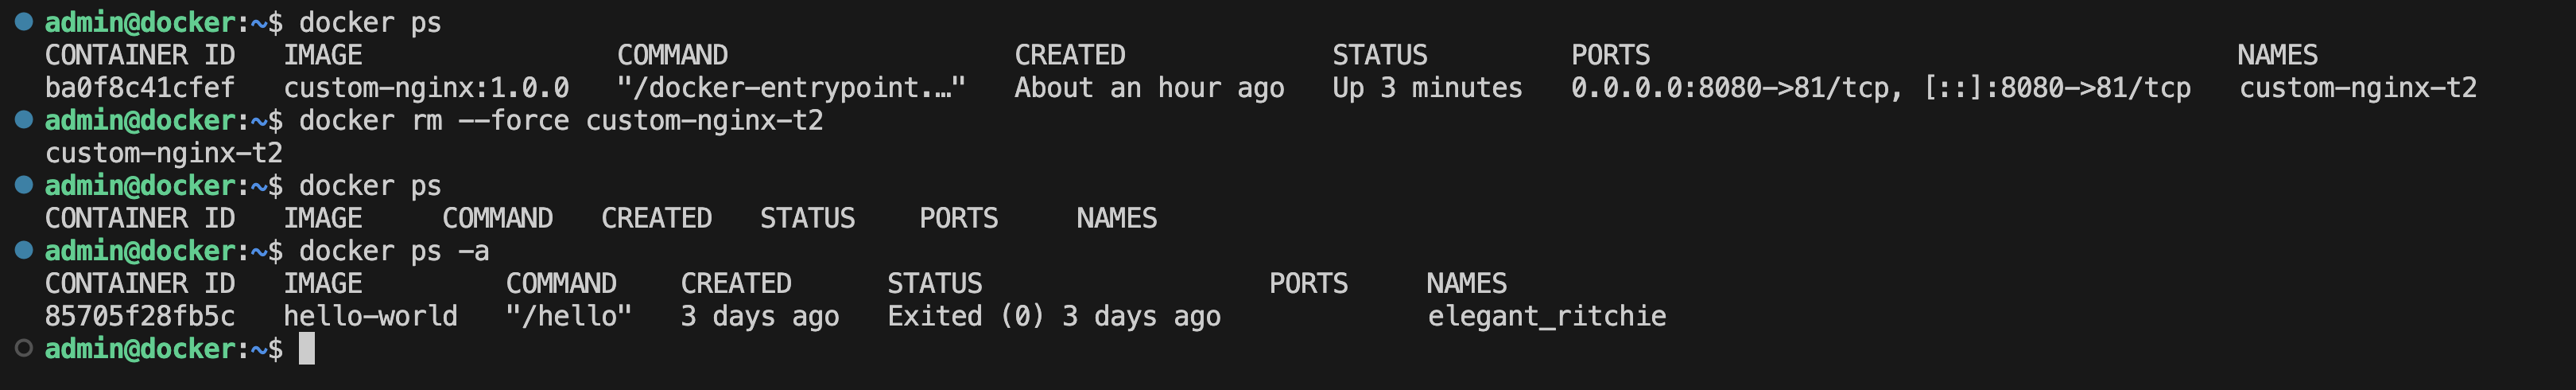 admin@docker:~$ docker ps
CONTAINER ID   IMAGE                COMMAND                  CREATED             STATUS         PORTS                                     NAMES
ba0f8c41cfef   custom-nginx:1.0.0   "/docker-entrypoint.…"   About an hour ago   Up 3 minutes   0.0.0.0:8080->81/tcp, [::]:8080->81/tcp   custom-nginx-t2
admin@docker:~$ docker rm --force custom-nginx-t2
custom-nginx-t2
admin@docker:~$ docker ps
CONTAINER ID   IMAGE     COMMAND   CREATED   STATUS    PORTS     NAMES
admin@docker:~$ docker ps -a
CONTAINER ID   IMAGE         COMMAND    CREATED      STATUS                  PORTS     NAMES
85705f28fb5c   hello-world   "/hello"   3 days ago   Exited (0) 3 days ago             elegant_ritchie
admin@docker:~$